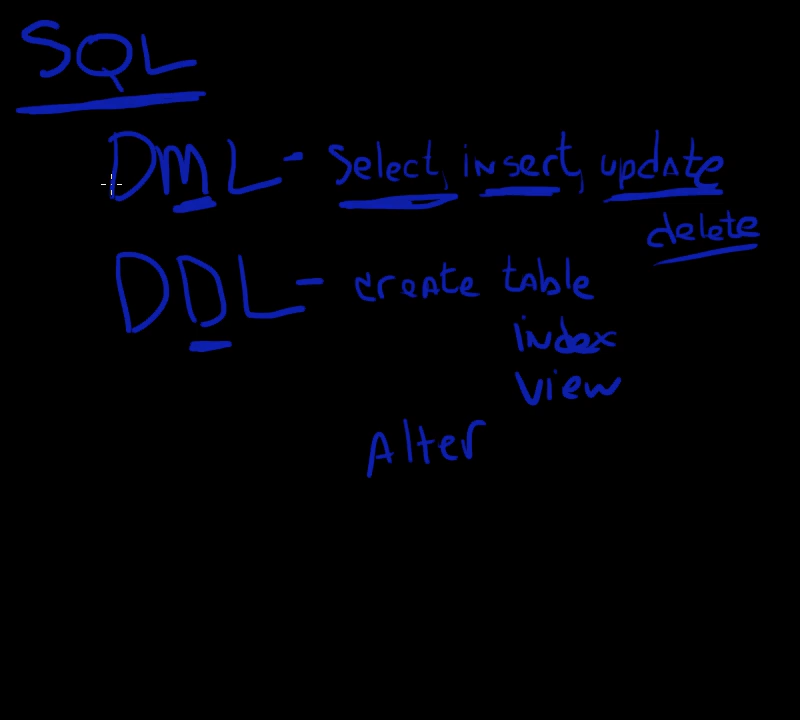 SQL
DML - Select, insert, update
delete
DDL - create table
index
view
Alter